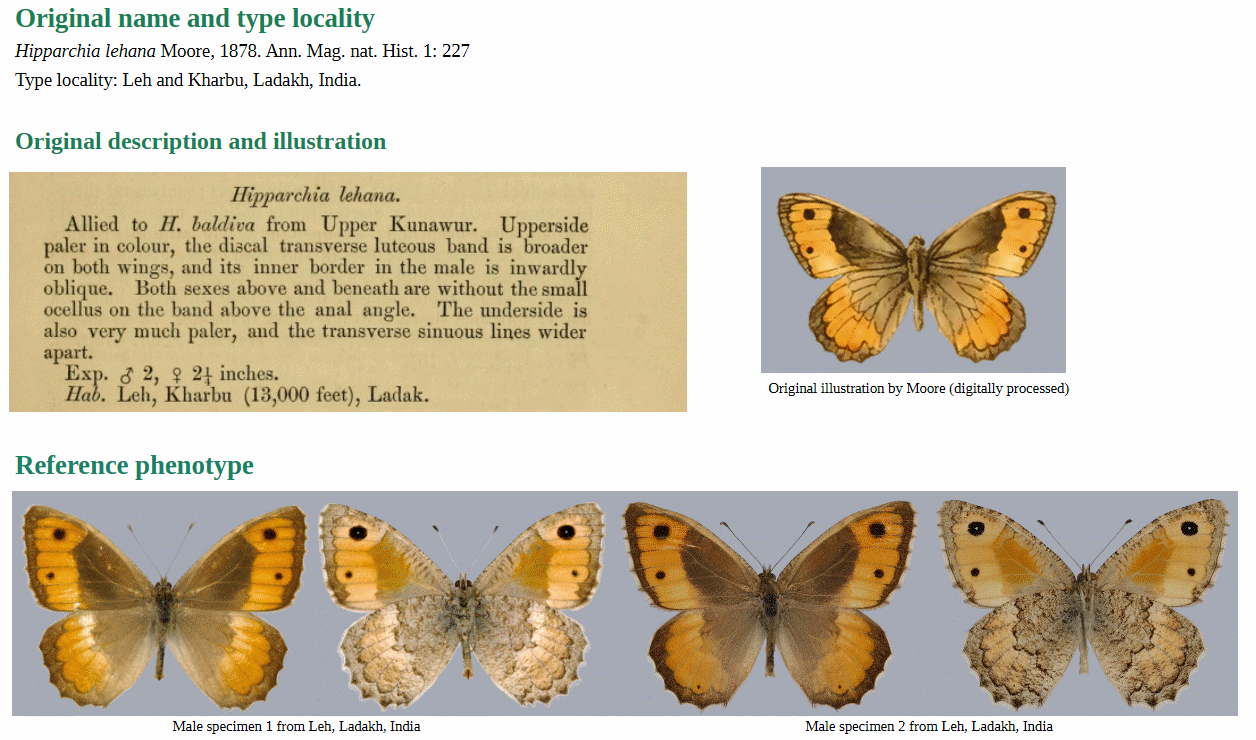 Original name and type locality
Hipparchia lehana Moore, 1878. Ann. Mag. nat. Hist. 1: 227
Type locality: Leh and Kharbu, Ladakh, India.
Original description and illustration
Hipparchia lehana.
Allied to H. baldiva from Upper Kunawur. Upperside
paler in colour, the discal transverse luteous band is broader
on both wings, and its inner border in the male is inwardly
oblique. Both sexes above and beneath are without the small
ocellus on the band above the anal angle. The underside is
also very much paler, and the transverse sinuous lines wider
apart.
Exp. ♂ 2, ♀ 2¼ inches.
Hab. Leh, Kharbu (13,000 feet), Ladak.
Original illustration by Moore (digitally processed)
Reference phenotype
Male specimen 1 from Leh, Ladakh, India
Male specimen 2 from Leh, Ladakh, India